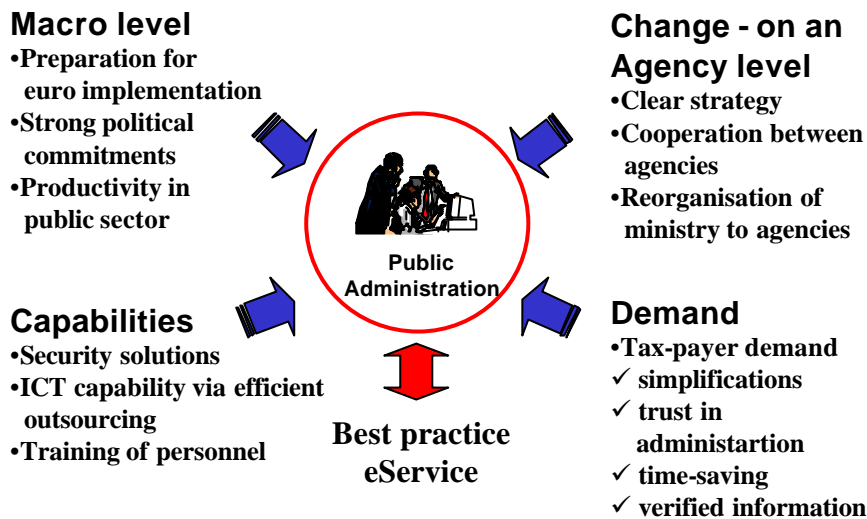 Macro level
•Preparation for
euro implementation
•Strong political
commitments
•Productivity in
public sector
Change - on an
Agency level
•Clear strategy
•Cooperation between
agencies
•Reorganisation of
ministry to agencies
Public
Administration
Capabilities
•Security solutions
•ICT capability via efficient
outsourcing
•Training of personnel
Best practice
eService
Demand
•Tax-payer demand
✓ simplifications
✓ trust in
administartion
✓ time-saving
✓ verified information